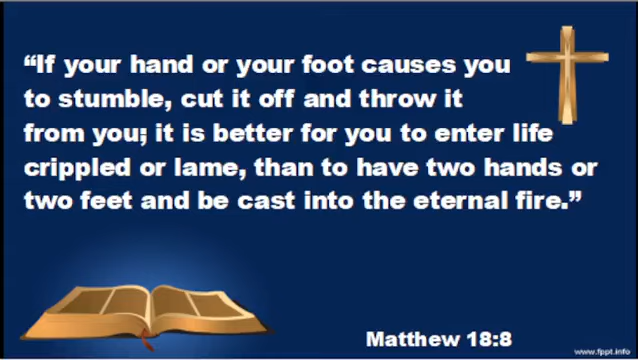 “If your hand or your foot causes you
to stumble, cut it off and throw it
from you; it is better for you to enter life
crippled or lame, than to have two hands or
two feet and be cast into the eternal fire.”
Matthew 18:8
www.fppt.info